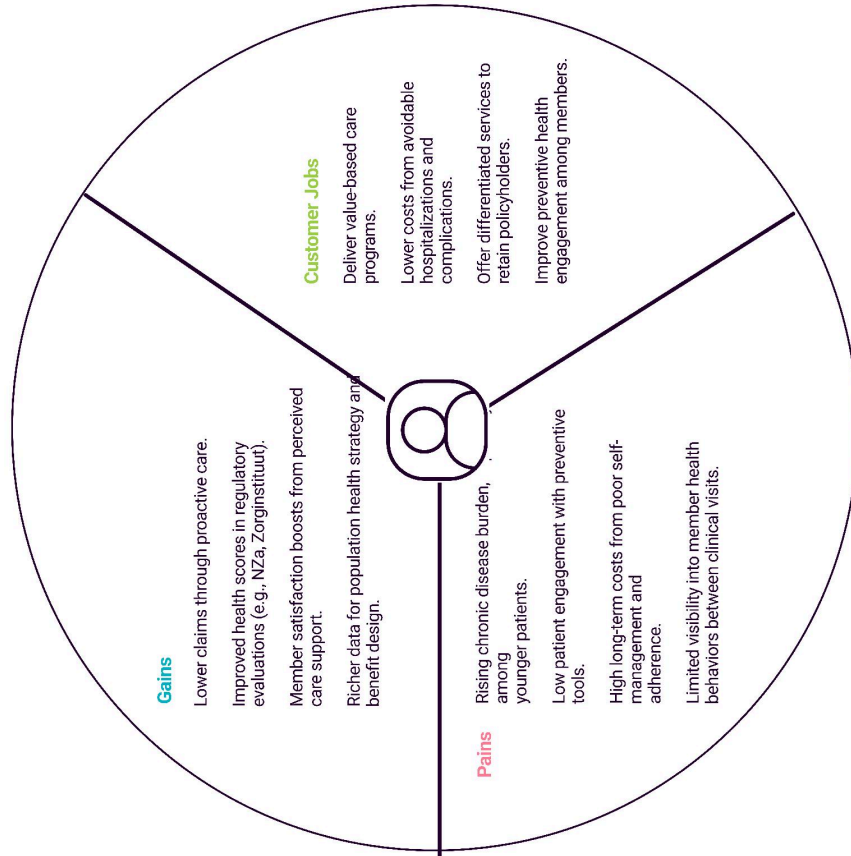 Gains
Lower claims through proactive care.
Improved health scores in regulatory
evaluations (e.g., NZa, Zorginstituut).
Member satisfaction boosts from perceived
care support.
Richer data for population health strategy and
benefit design.
Customer Jobs
Deliver value-based care
programs.
Lower costs from avoidable
hospitalizations and
complications.
Offer differentiated services to
retain policyholders.
Improve preventive health
engagement among members.
Pains
Rising chronic disease burden,
among
younger patients.
Low patient engagement with preventive
tools.
High long-term costs from poor self-
management and
adherence.
Limited visibility into member health
behaviors between clinical visits.